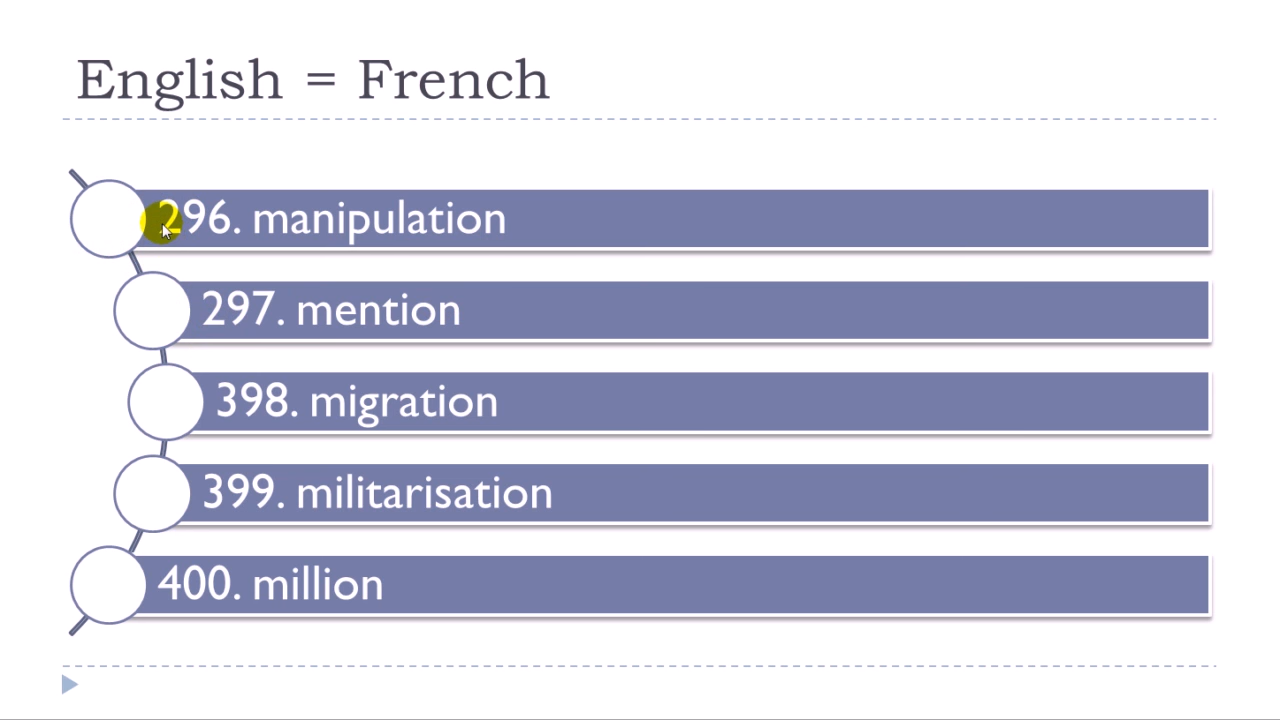 English = French
296. manipulation
297. mention
398. migration
399. militarisation
400. million